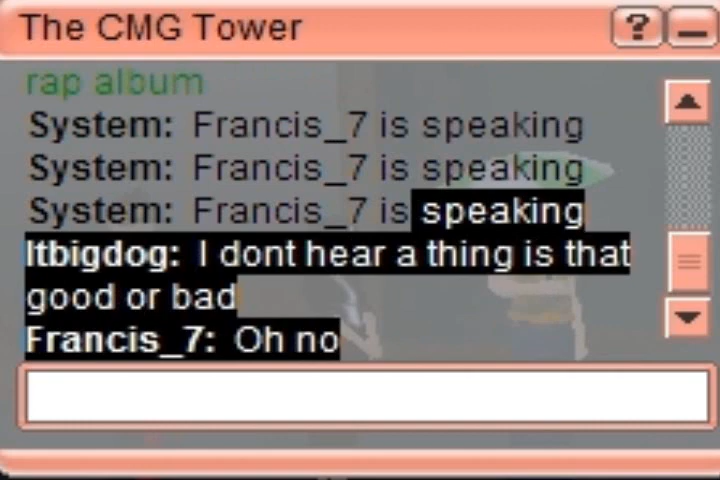 The CMG Tower
?
rap album
System: Francis_7 is speaking
System: Francis_7 is speaking
System: Francis_7 is speaking
ltbigdog: I dont hear a thing is that
good or bad
Francis_7: Oh no